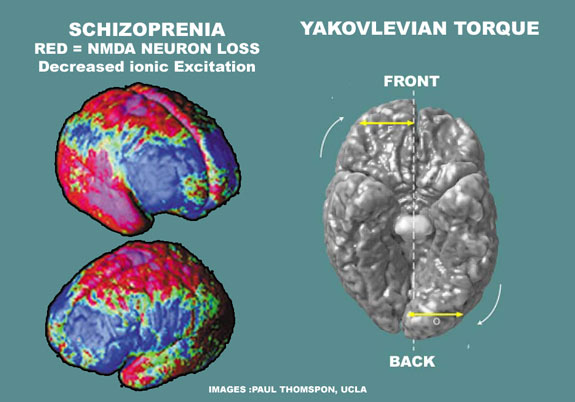 SCHIZOPRENIA
RED = NMDA NEURON LOSS
Decreased ionic Excitation
YAKOVLEVIAN TORQUE
FRONT
BACK
IMAGES :PAUL THOMSPON, UCLA